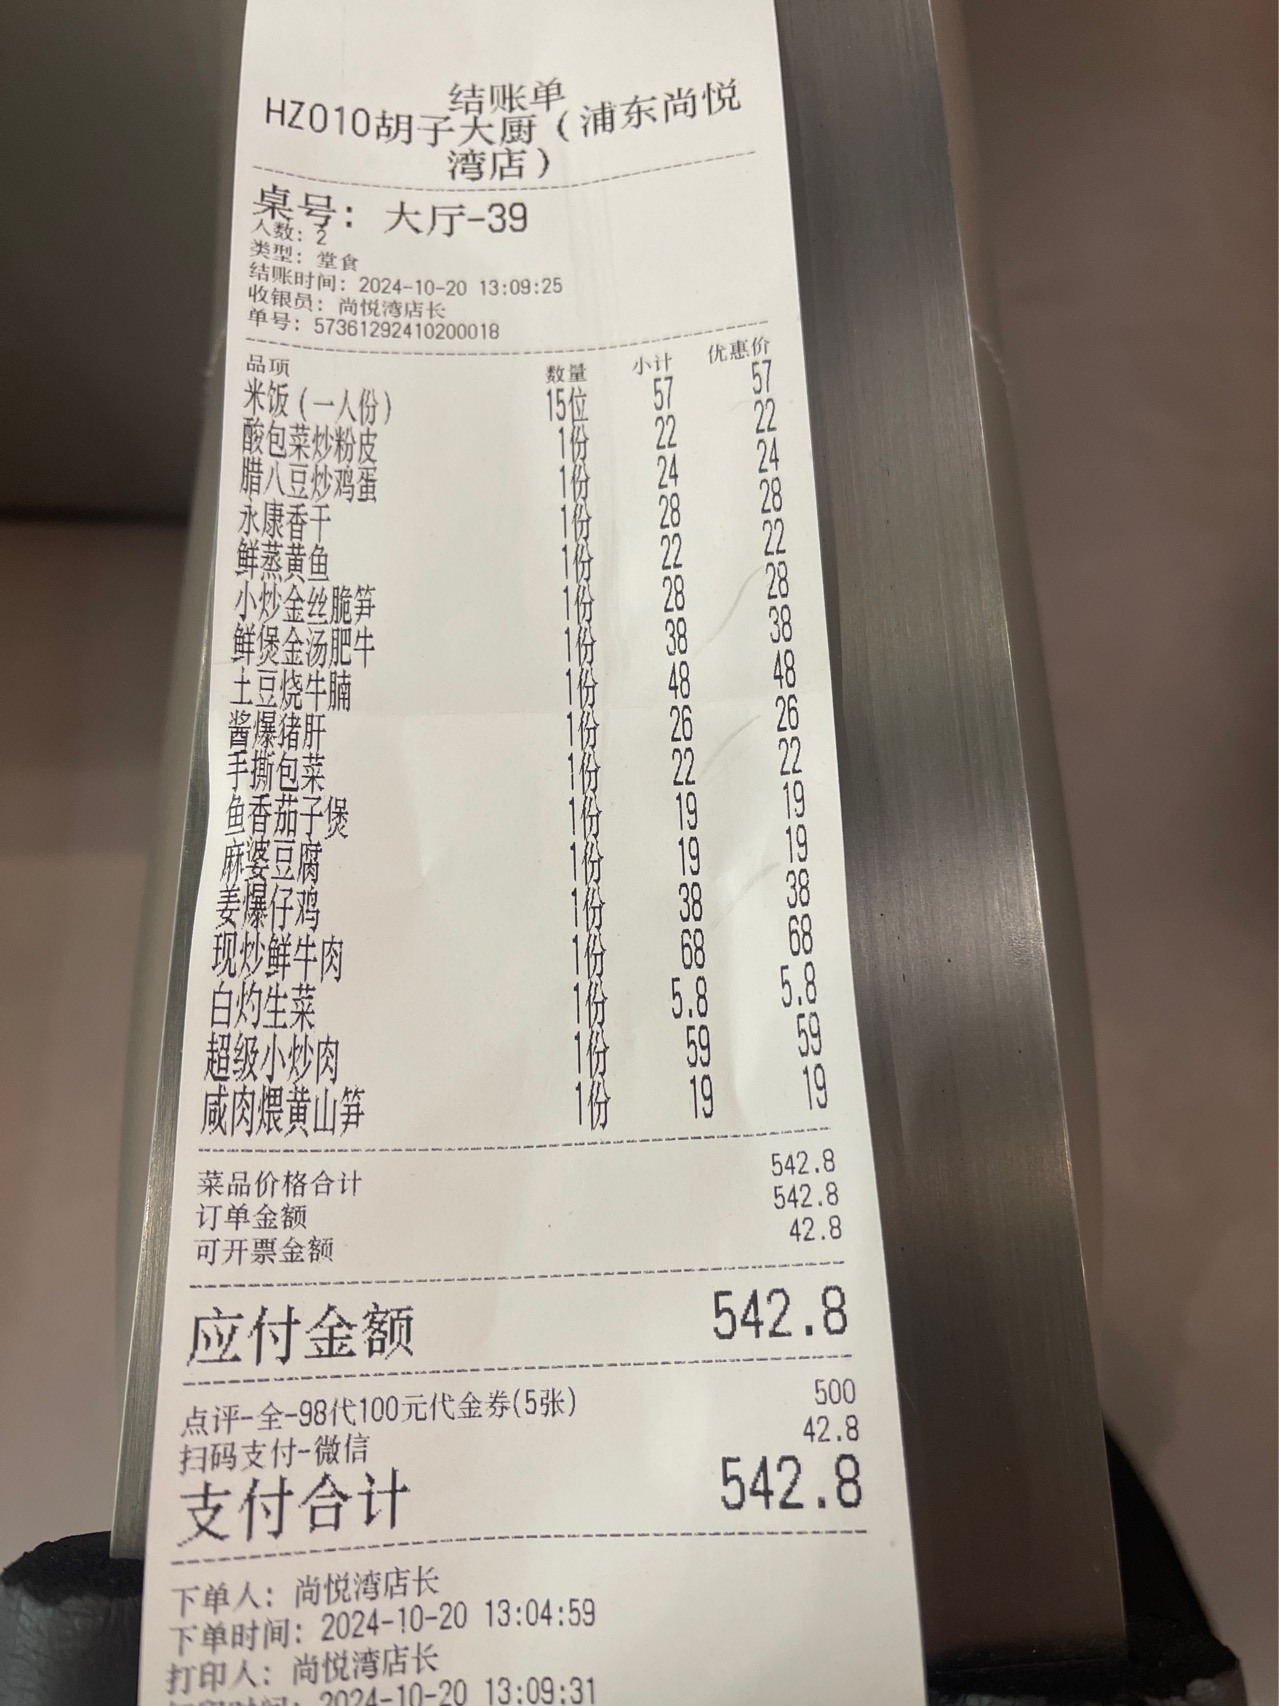 结账单
HZ010胡子大厨（浦东尚悦
湾店）
桌号： 大厅-39
人数：2
类型：堂食
结账时间：2024-10-20 13:09:25
收银员：尚悦湾店长
单号：57361292410200018
品项 数量 小计 优惠价
米饭(一人份) 15位 57 57
酸包菜炒粉皮 1份 22 22
腊八豆炒鸡蛋 1份 24 24
永康香干 1份 28 28
鲜蒸黄鱼 1份 22 22
小炒金丝脆笋 1份 28 28
鲜煲金汤肥牛 1份 38 38
土豆烧牛腩 1份 48 48
酱爆猪肝 1份 26 26
手撕包菜 1份 22 22
鱼香茄子煲 1份 19 19
麻婆豆腐 1份 19 19
姜爆仔鸡 1份 38 38
现炒鲜牛肉 1份 68 68
白灼生菜 1份 5.8 5.8
超级小炒肉 1份 59 59
咸肉煨黄山笋 1份 19 19
菜品价格合计 542.8
订单金额 542.8
可开票金额 42.8
应付金额 542.8
点评-全-98代100元代金券(5张) 500
扫码支付-微信 42.8
支付合计 542.8
下单人：尚悦湾店长
下单时间：2024-10-20 13:04:59
打印人：尚悦湾店长
打印时间：2024-10-20 13:09:31